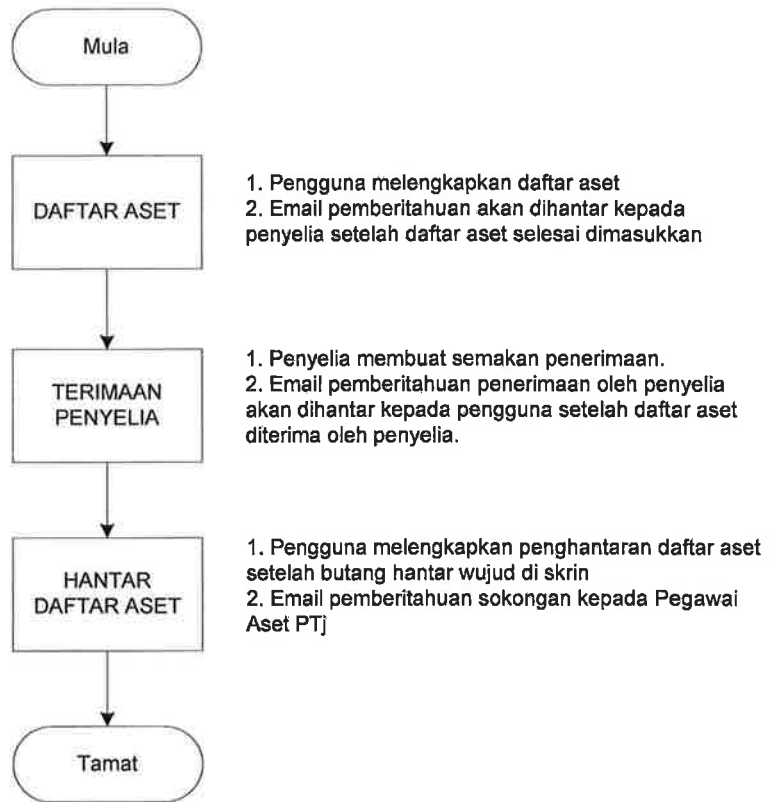 Mula
DAFTAR ASET
1. Pengguna melengkapkan daftar aset
2. Email pemberitahuan akan dihantar kepada
penyelia setelah daftar aset selesai dimasukkan
TERIMAAN
PENYELIA
1. Penyelia membuat semakan penerimaan.
2. Email pemberitahuan penerimaan oleh penyelia
akan dihantar kepada pengguna setelah daftar aset
diterima oleh penyelia.
HANTAR
DAFTAR ASET
1. Pengguna melengkapkan penghantaran daftar aset
setelah butang hantar wujud di skrin
2. Email pemberitahuan sokongan kepada Pegawai
Aset PTj
Tamat